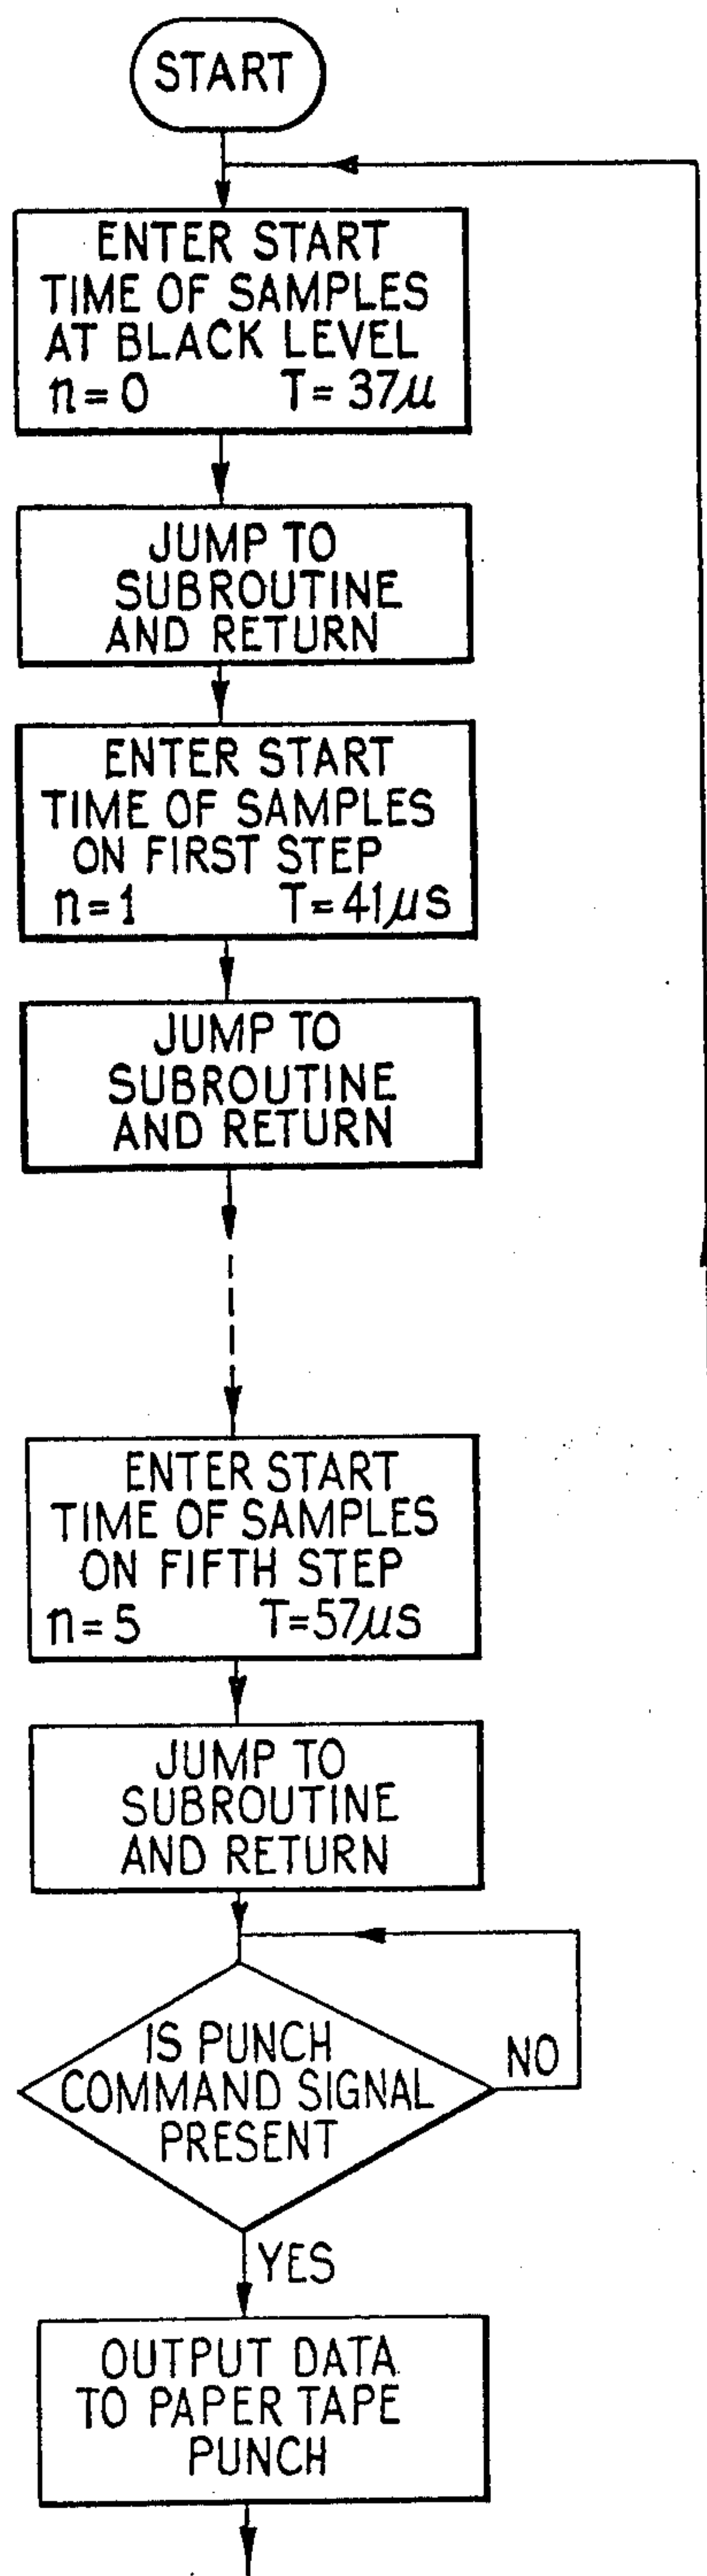 START
ENTER START
TIME OF SAMPLES
AT BLACK LEVEL
n=0 T=37μ
JUMP TO
SUBROUTINE
AND RETURN
ENTER START
TIME OF SAMPLES
ON FIRST STEP
n=1 T=41μs
JUMP TO
SUBROUTINE
AND RETURN
ENTER START
TIME OF SAMPLES
ON FIFTH STEP
n=5 T=57μs
JUMP TO
SUBROUTINE
AND RETURN
IS PUNCH
COMMAND SIGNAL
PRESENT
NO
YES
OUTPUT DATA
TO PAPER TAPE
PUNCH